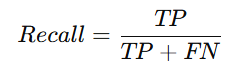 Recall = TP / (TP + FN)